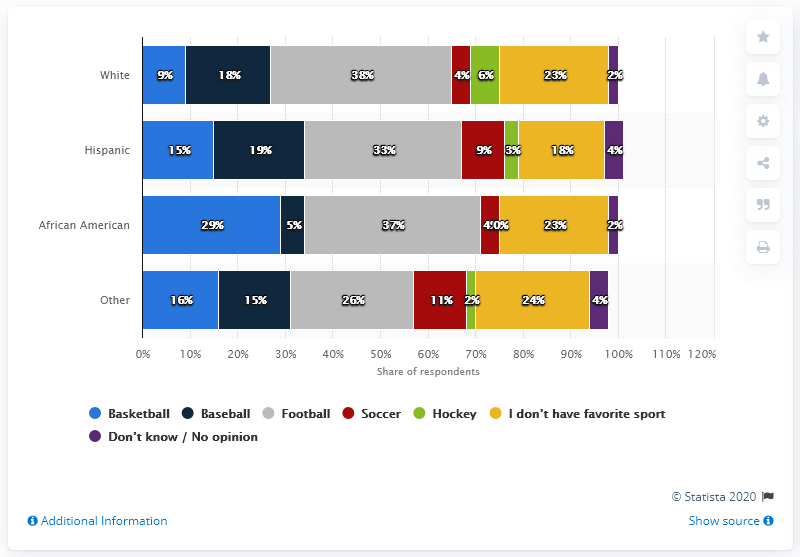 White 9% 18% 38% 4% 6% 23% 2%
Hispanic 15% 19% 33% 9% 3% 18% 4%
African American 29% 5% 37% 4% 0% 23% 2%
Other 16% 15% 26% 11% 2% 24% 4%
0% 10% 20% 30% 40% 50% 60% 70% 80% 90% 100% 110% 120%
Share of respondents
Basketball Baseball Football Soccer Hockey I don’t have favorite sport
Don’t know / No opinion
© Statista 2020
Additional Information Show source